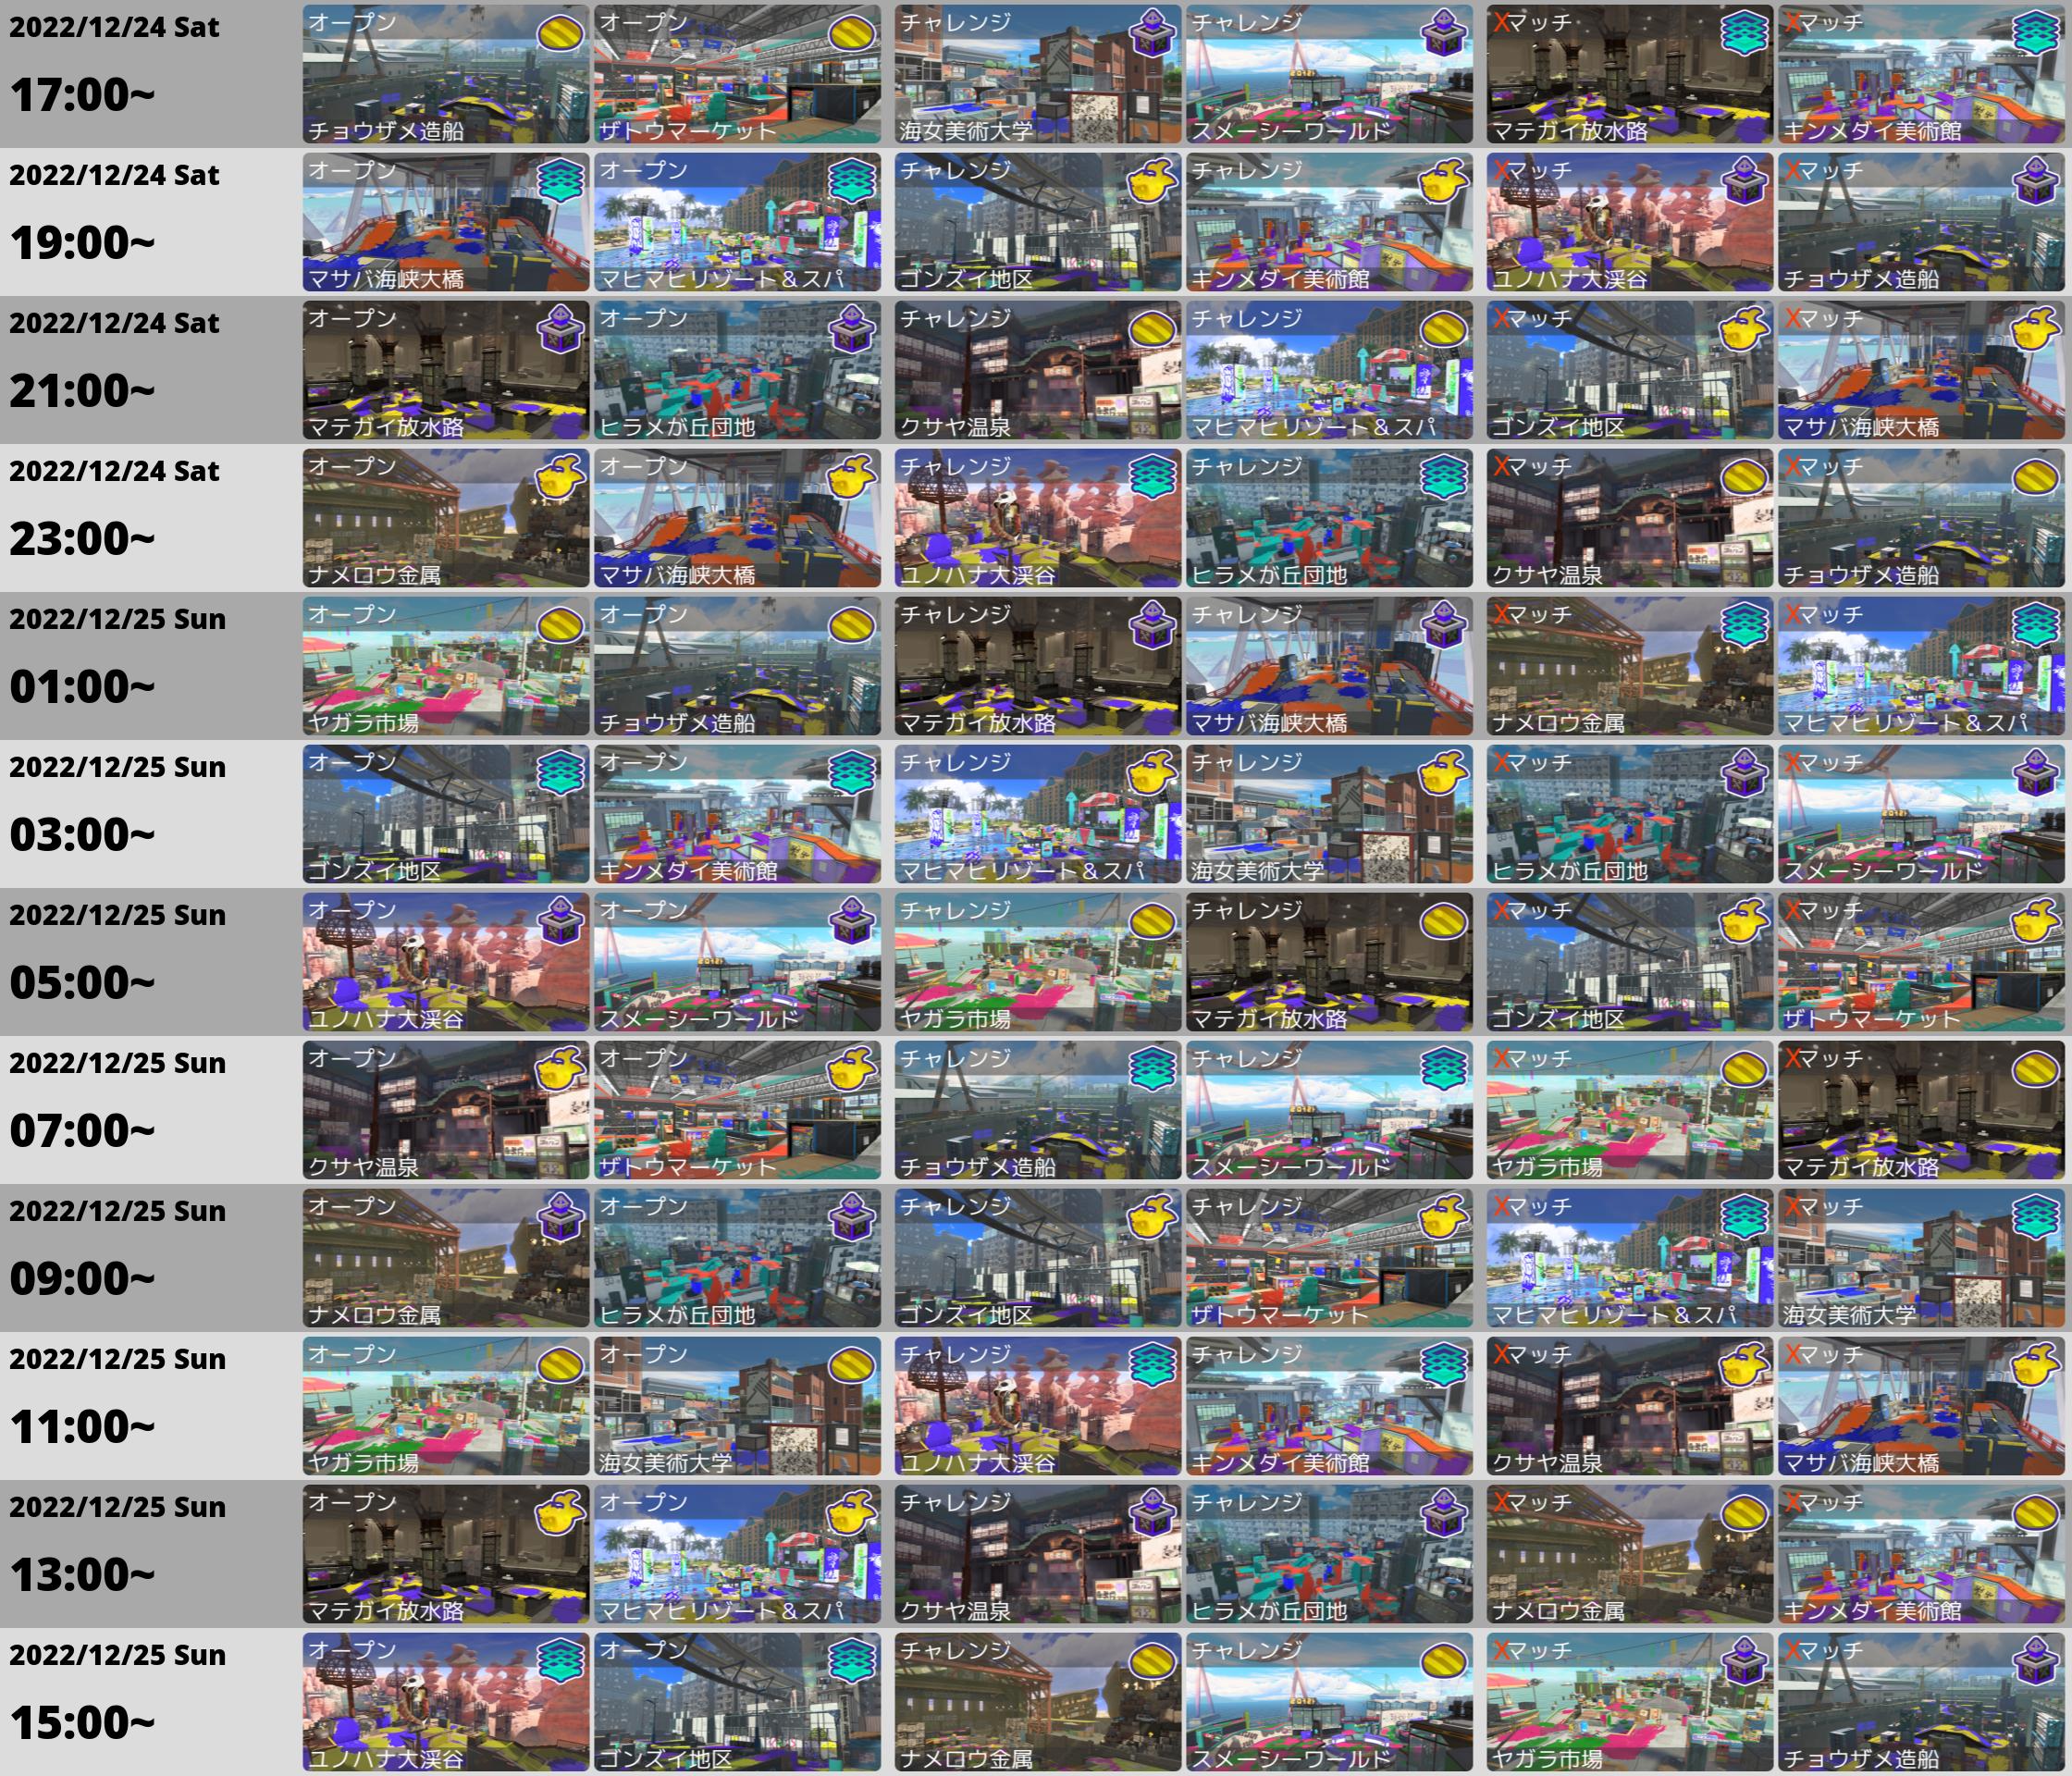 2022/12/24 Sat
17:00~
オープン
チョウザメ造船
オープン
ザトウマーケット
チャレンジ
海女美術大学
チャレンジ
スメーシーワールド
Xマッチ
マテガイ放水路
Xマッチ
キンメダイ美術館
2022/12/24 Sat
19:00~
オープン
マサバ海峡大橋
オープン
マヒマヒリゾート＆スパ
チャレンジ
ゴンズイ地区
チャレンジ
キンメダイ美術館
Xマッチ
ユノハナ大渓谷
Xマッチ
チョウザメ造船
2022/12/24 Sat
21:00~
オープン
マテガイ放水路
オープン
ヒラメが丘団地
チャレンジ
クサヤ温泉
チャレンジ
マヒマヒリゾート＆スパ
Xマッチ
ゴンズイ地区
Xマッチ
マサバ海峡大橋
2022/12/24 Sat
23:00~
オープン
ナメロウ金属
オープン
マサバ海峡大橋
チャレンジ
ユノハナ大渓谷
チャレンジ
ヒラメが丘団地
Xマッチ
クサヤ温泉
Xマッチ
チョウザメ造船
2022/12/25 Sun
01:00~
オープン
ヤガラ市場
オープン
チョウザメ造船
チャレンジ
マテガイ放水路
チャレンジ
マサバ海峡大橋
Xマッチ
ナメロウ金属
Xマッチ
マヒマヒリゾート＆スパ
2022/12/25 Sun
03:00~
オープン
ゴンズイ地区
オープン
キンメダイ美術館
チャレンジ
マヒマヒリゾート＆スパ
チャレンジ
海女美術大学
Xマッチ
ヒラメが丘団地
Xマッチ
スメーシーワールド
2022/12/25 Sun
05:00~
オープン
ユノハナ大渓谷
オープン
スメーシーワールド
チャレンジ
ヤガラ市場
チャレンジ
マテガイ放水路
Xマッチ
ゴンズイ地区
Xマッチ
ザトウマーケット
2022/12/25 Sun
07:00~
オープン
クサヤ温泉
オープン
ザトウマーケット
チャレンジ
チョウザメ造船
チャレンジ
スメーシーワールド
Xマッチ
ヤガラ市場
Xマッチ
マテガイ放水路
2022/12/25 Sun
09:00~
オープン
ナメロウ金属
オープン
ヒラメが丘団地
チャレンジ
ゴンズイ地区
チャレンジ
ザトウマーケット
Xマッチ
マヒマヒリゾート＆スパ
Xマッチ
海女美術大学
2022/12/25 Sun
11:00~
オープン
ヤガラ市場
オープン
海女美術大学
チャレンジ
ユノハナ大渓谷
チャレンジ
キンメダイ美術館
Xマッチ
クサヤ温泉
Xマッチ
マサバ海峡大橋
2022/12/25 Sun
13:00~
オープン
マテガイ放水路
オープン
マヒマヒリゾート＆スパ
チャレンジ
クサヤ温泉
チャレンジ
ヒラメが丘団地
Xマッチ
ナメロウ金属
Xマッチ
キンメダイ美術館
2022/12/25 Sun
15:00~
オープン
ユノハナ大渓谷
オープン
ゴンズイ地区
チャレンジ
ナメロウ金属
チャレンジ
スメーシーワールド
Xマッチ
ヤガラ市場
Xマッチ
チョウザメ造船